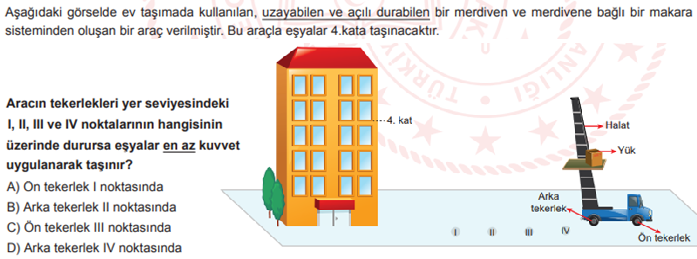 Aşağıdaki görselde ev taşımada kullanılan, uzayabilen ve açılı durabilen bir merdiven ve merdivene bağlı bir makara
sisteminden oluşan bir araç verilmiştir. Bu araçla eşyalar 4.kata taşınacaktır.
Aracın tekerlekleri yer seviyesindeki
I, II, III ve IV noktalarının hangisinin
üzerinde durursa eşyalar en az kuvvet
uygulanarak taşınır?
A) Ön tekerlek I noktasında
B) Arka tekerlek II noktasında
C) Ön tekerlek III noktasında
D) Arka tekerlek IV noktasında
4. kat
Halat
Yük
Arka
tekerlek
I II III IV
Ön tekerlek
TÜRKİYE
ANLIĞI